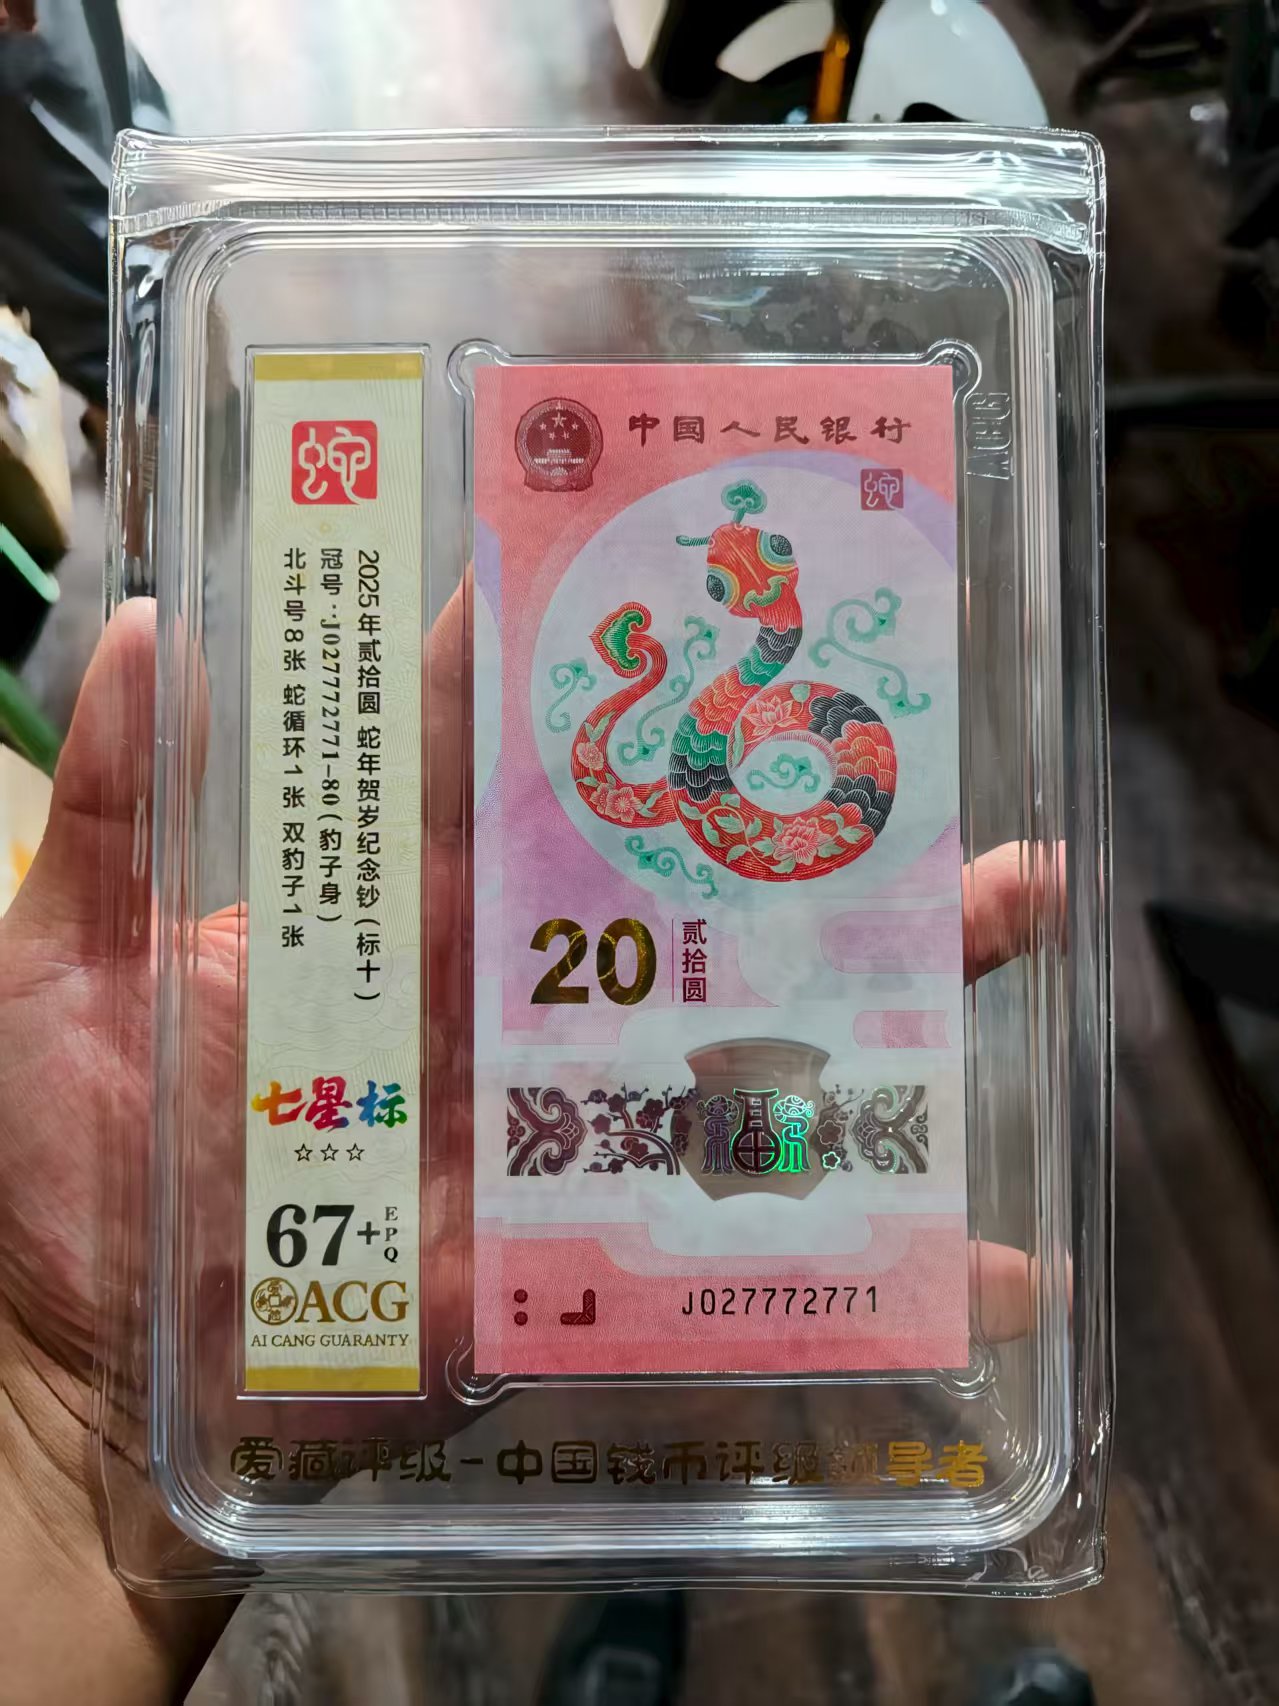 蛇
2025年贰拾圆 蛇年贺岁纪念钞(标十)
冠号:J027772771-80(豹子身)
北斗号8张 蛇循环1张 双豹子1张
七星标
☆☆☆
67+EPQ
ACG
AI CANG GUARANTY
中国人民银行
蛇
20 贰拾圆
福
J027772771
ACG
爱藏评级-中国钱币评级领导者